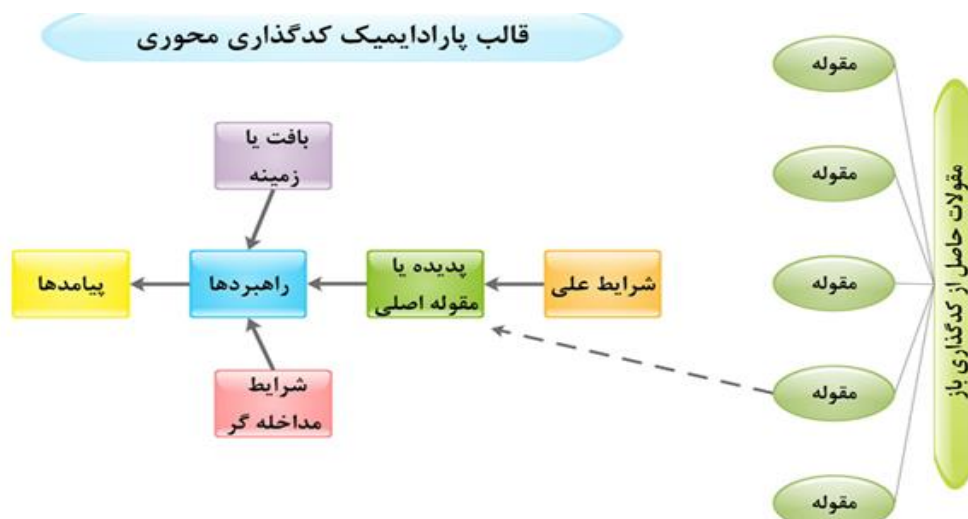 قالب پارادایمیک کدگذاری محوری
مقولات حاصل از کدگذاری باز
مقوله
مقوله
مقوله
مقوله
مقوله
شرایط علی
پدیده یا
مقوله اصلی
بافت یا
زمینه
راهبردها
شرایط
مداخله گر
پیامدها